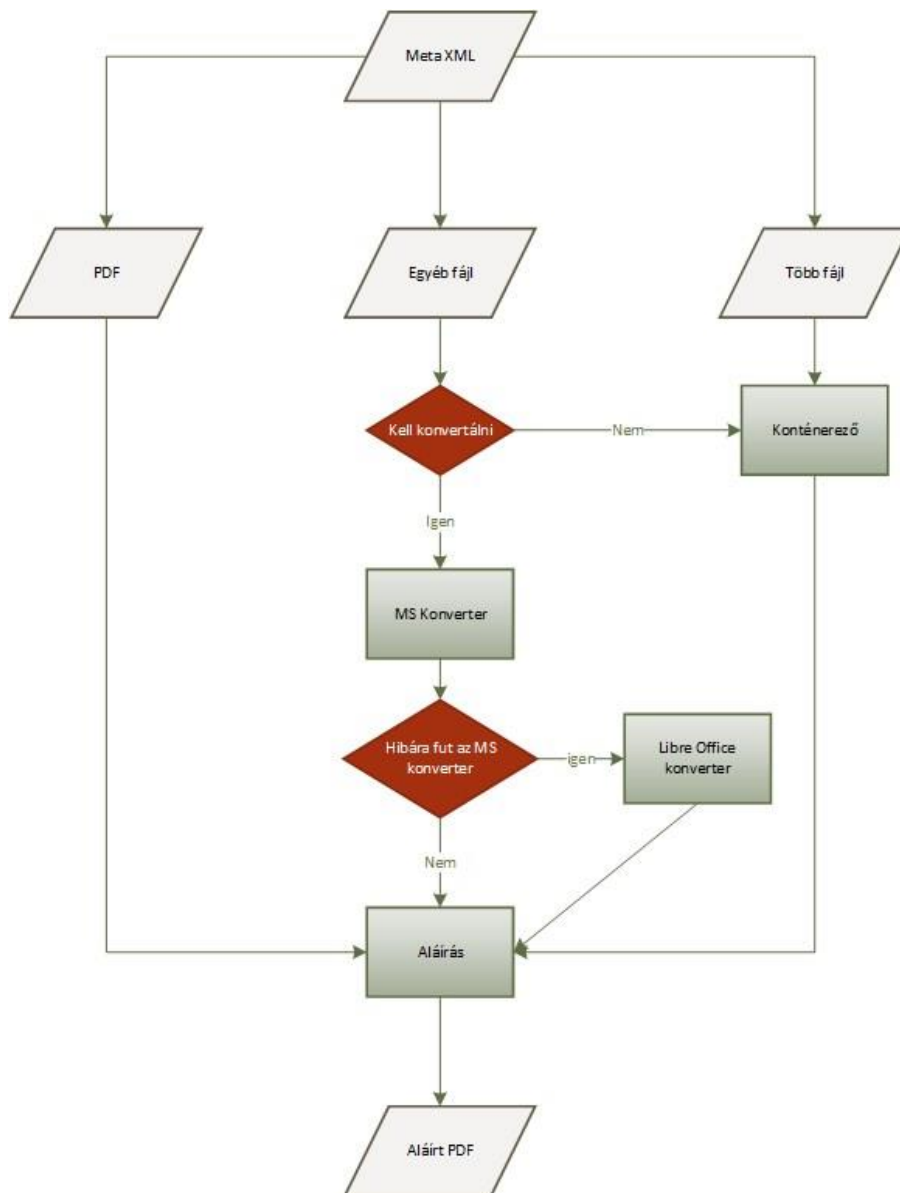 Meta XML
PDF
Egyéb fájl
Több fájl
Kell konvertálni
Nem
Konténerező
Igen
MS Konverter
Hibára fut az MS
konverter
igen
Libre Office
konverter
Nem
Aláírás
Aláírt PDF